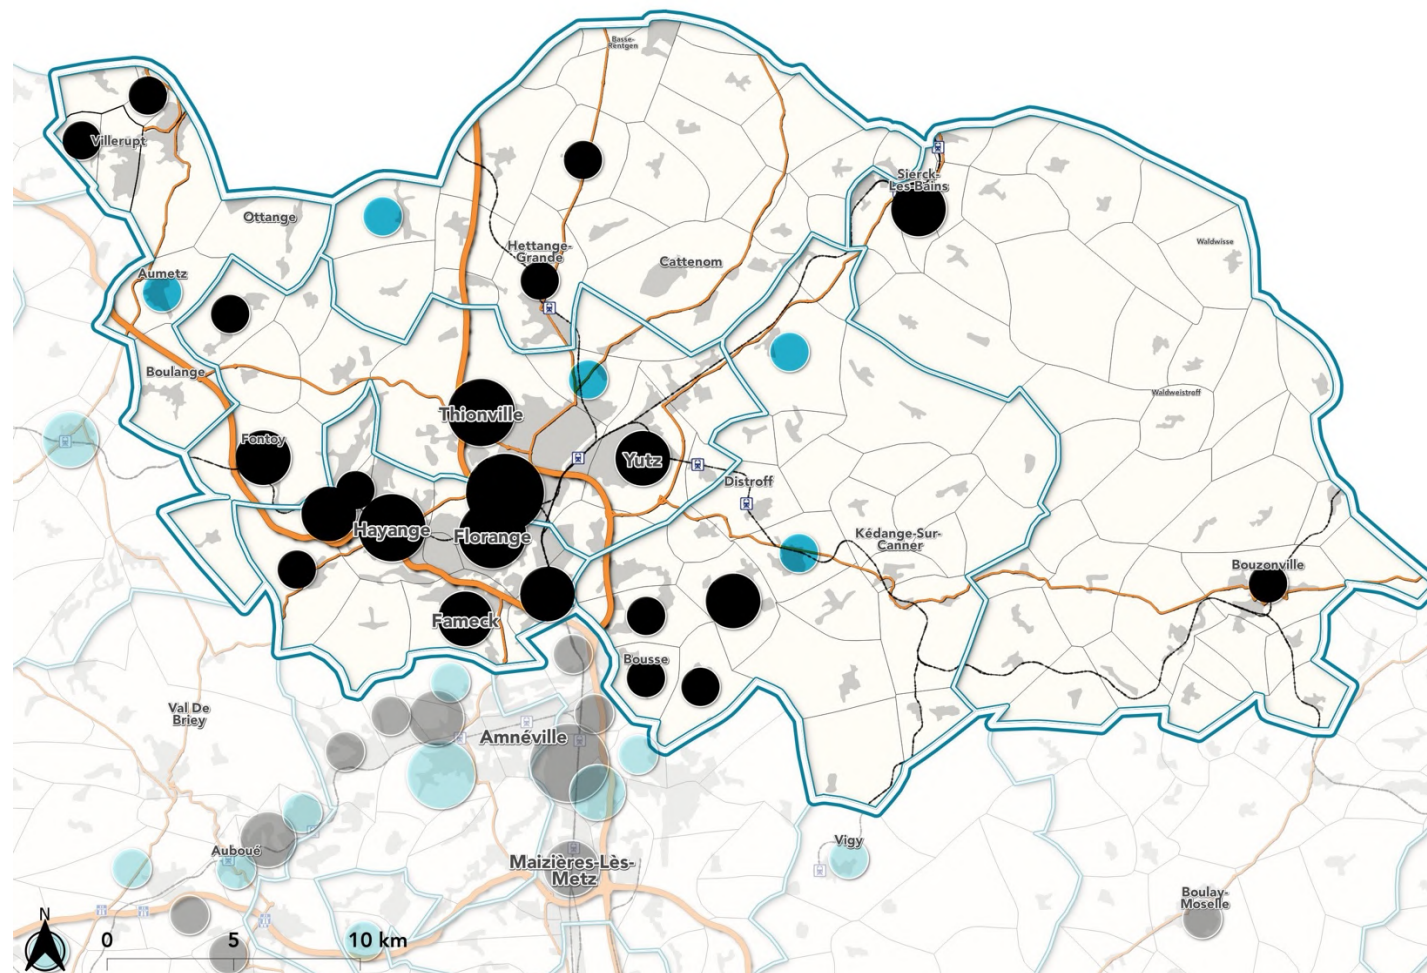 Basse-
Rentgen
Villerupt
Sierck-
Les Bains
Ottange
Waldwisse
Hettange-
Grande
Cattenom
Aumetz
Boulange
Waldweistroff
Thionville
Fontoy
Yutz
Distroff
Hayange
Florange
Kédange-Sur-
Canner
Bouzonville
Fameck
Bousse
Val De
Briey
Amnéville
Auboué
Vigy
Maizières-Lès-
Metz
Boulay-
Moselle
N
0 5 10 km